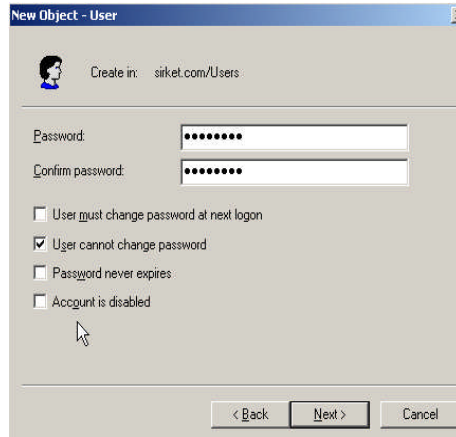 New Object - User
Create in: sirket.com/Users
Password:
Confirm password:
User must change password at next logon
User cannot change password
Password never expires
Account is disabled
< Back Next > Cancel